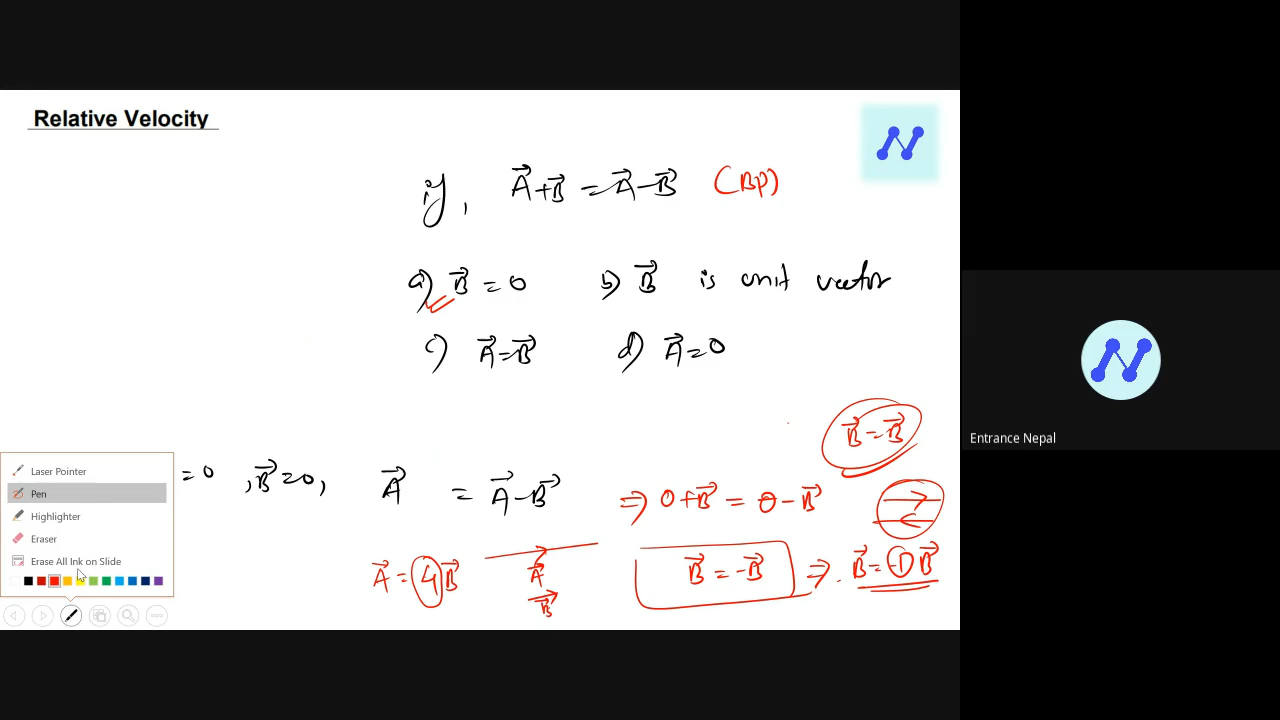 Relative Velocity
if, A⃗+B⃗ = A⃗-B⃗ (BP)
a) B⃗ = 0 b) B⃗ is unit vector
c) A⃗=B⃗ d) A⃗=0
B⃗=B⃗
=0, B⃗=0, A⃗ = A⃗-B⃗ ⇒ 0+B⃗ = 0-B⃗
A⃗ = 4B⃗ A⃗ B⃗ B⃗ = -B⃗ ⇒ B⃗=(-1)B⃗
Laser Pointer
Pen
Highlighter
Eraser
Erase All Ink on Slide
Entrance Nepal